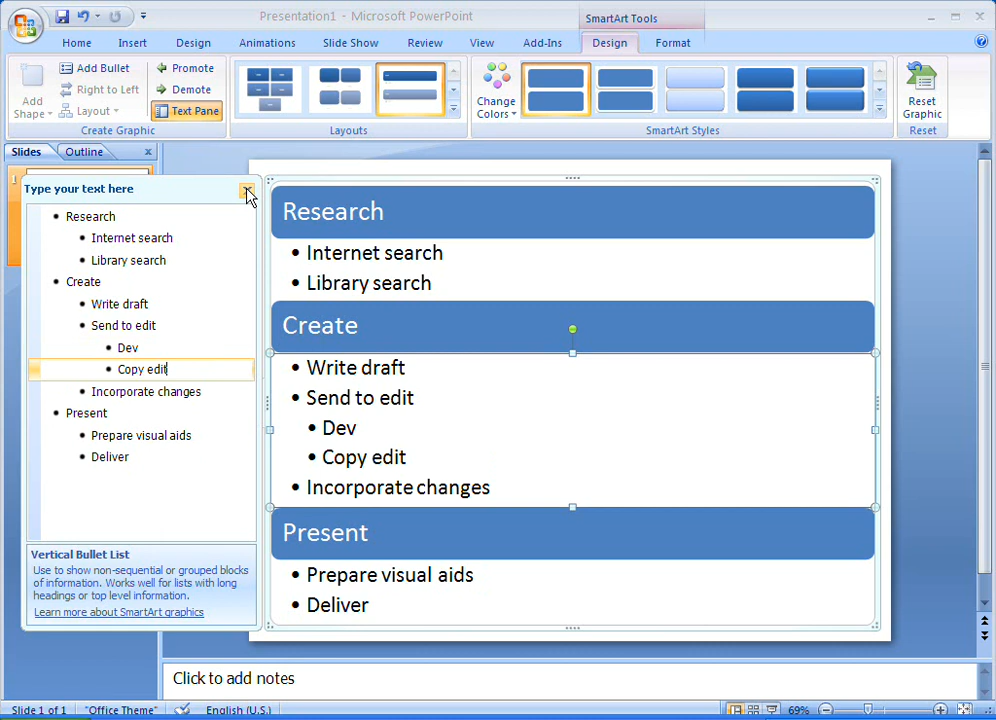 Presentation1 - Microsoft PowerPoint
SmartArt Tools
Home Insert Design Animations Slide Show Review View Add-Ins Design Format
Add Shape
Add Bullet
Right to Left
Layout
Promote
Demote
Text Pane
Create Graphic
Layouts
Change Colors
SmartArt Styles
Reset Graphic
Reset
Slides Outline
1
Type your text here
• Research
• Internet search
• Library search
• Create
• Write draft
• Send to edit
• Dev
• Copy edit
• Incorporate changes
• Present
• Prepare visual aids
• Deliver
Vertical Bullet List
Use to show non-sequential or grouped blocks
of information. Works well for lists with long
headings or top level information.
Learn more about SmartArt graphics
Research
• Internet search
• Library search
Create
• Write draft
• Send to edit
• Dev
• Copy edit
• Incorporate changes
Present
• Prepare visual aids
• Deliver
Click to add notes
Slide 1 of 1 "Office Theme" English (U.S.) 69%